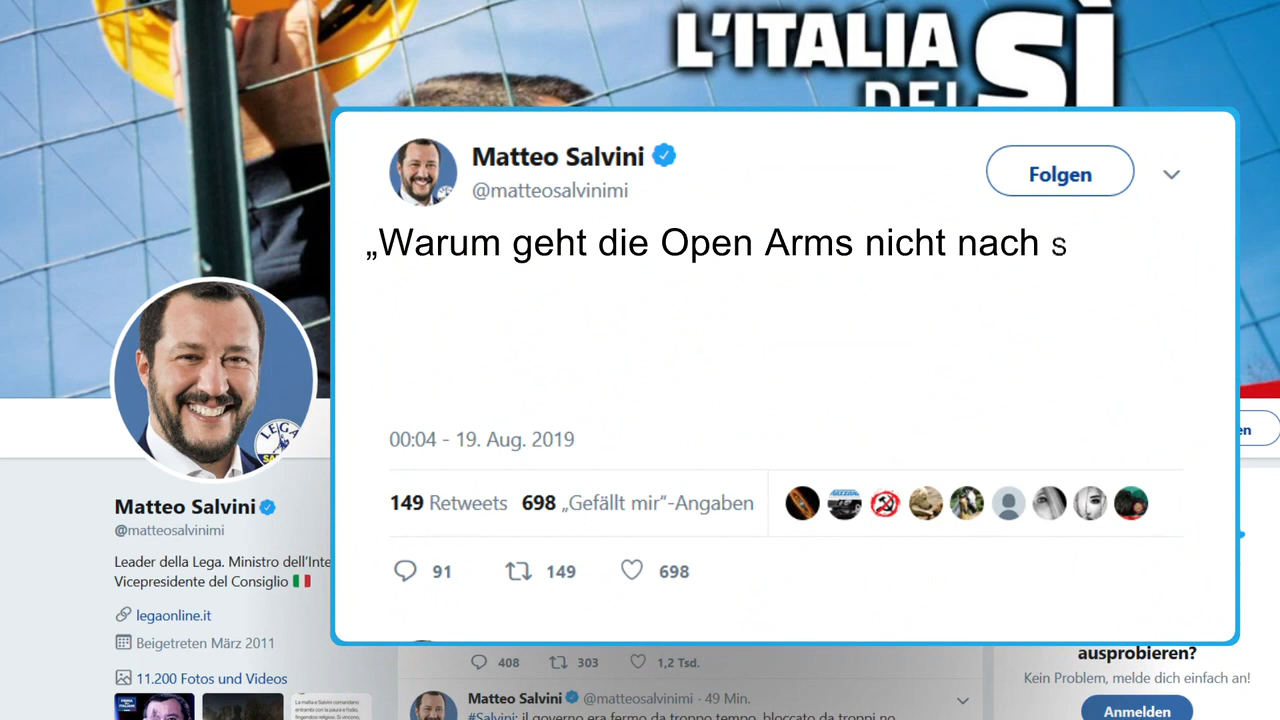 L'ITALIA
DEL SÌ
Matteo Salvini
@matteosalvinimi
Folgen
„Warum geht die Open Arms nicht nach s
00:04 - 19. Aug. 2019
149 Retweets 698 „Gefällt mir“-Angaben
91 149 698
LEGA
Matteo Salvini
@matteosalvinimi
Leader della Lega. Ministro dell'Inte
Vicepresidente del Consiglio
legaonline.it
Beigetreten März 2011
11.200 Fotos und Videos
en
408 303 1,2 Tsd.
Matteo Salvini @matteosalvinimi · 49 Min.
#Salvini: il governo era fermo da troppo tempo, bloccato da troppi no
ausprobieren?
Kein Problem, melde dich einfach an!
Anmelden